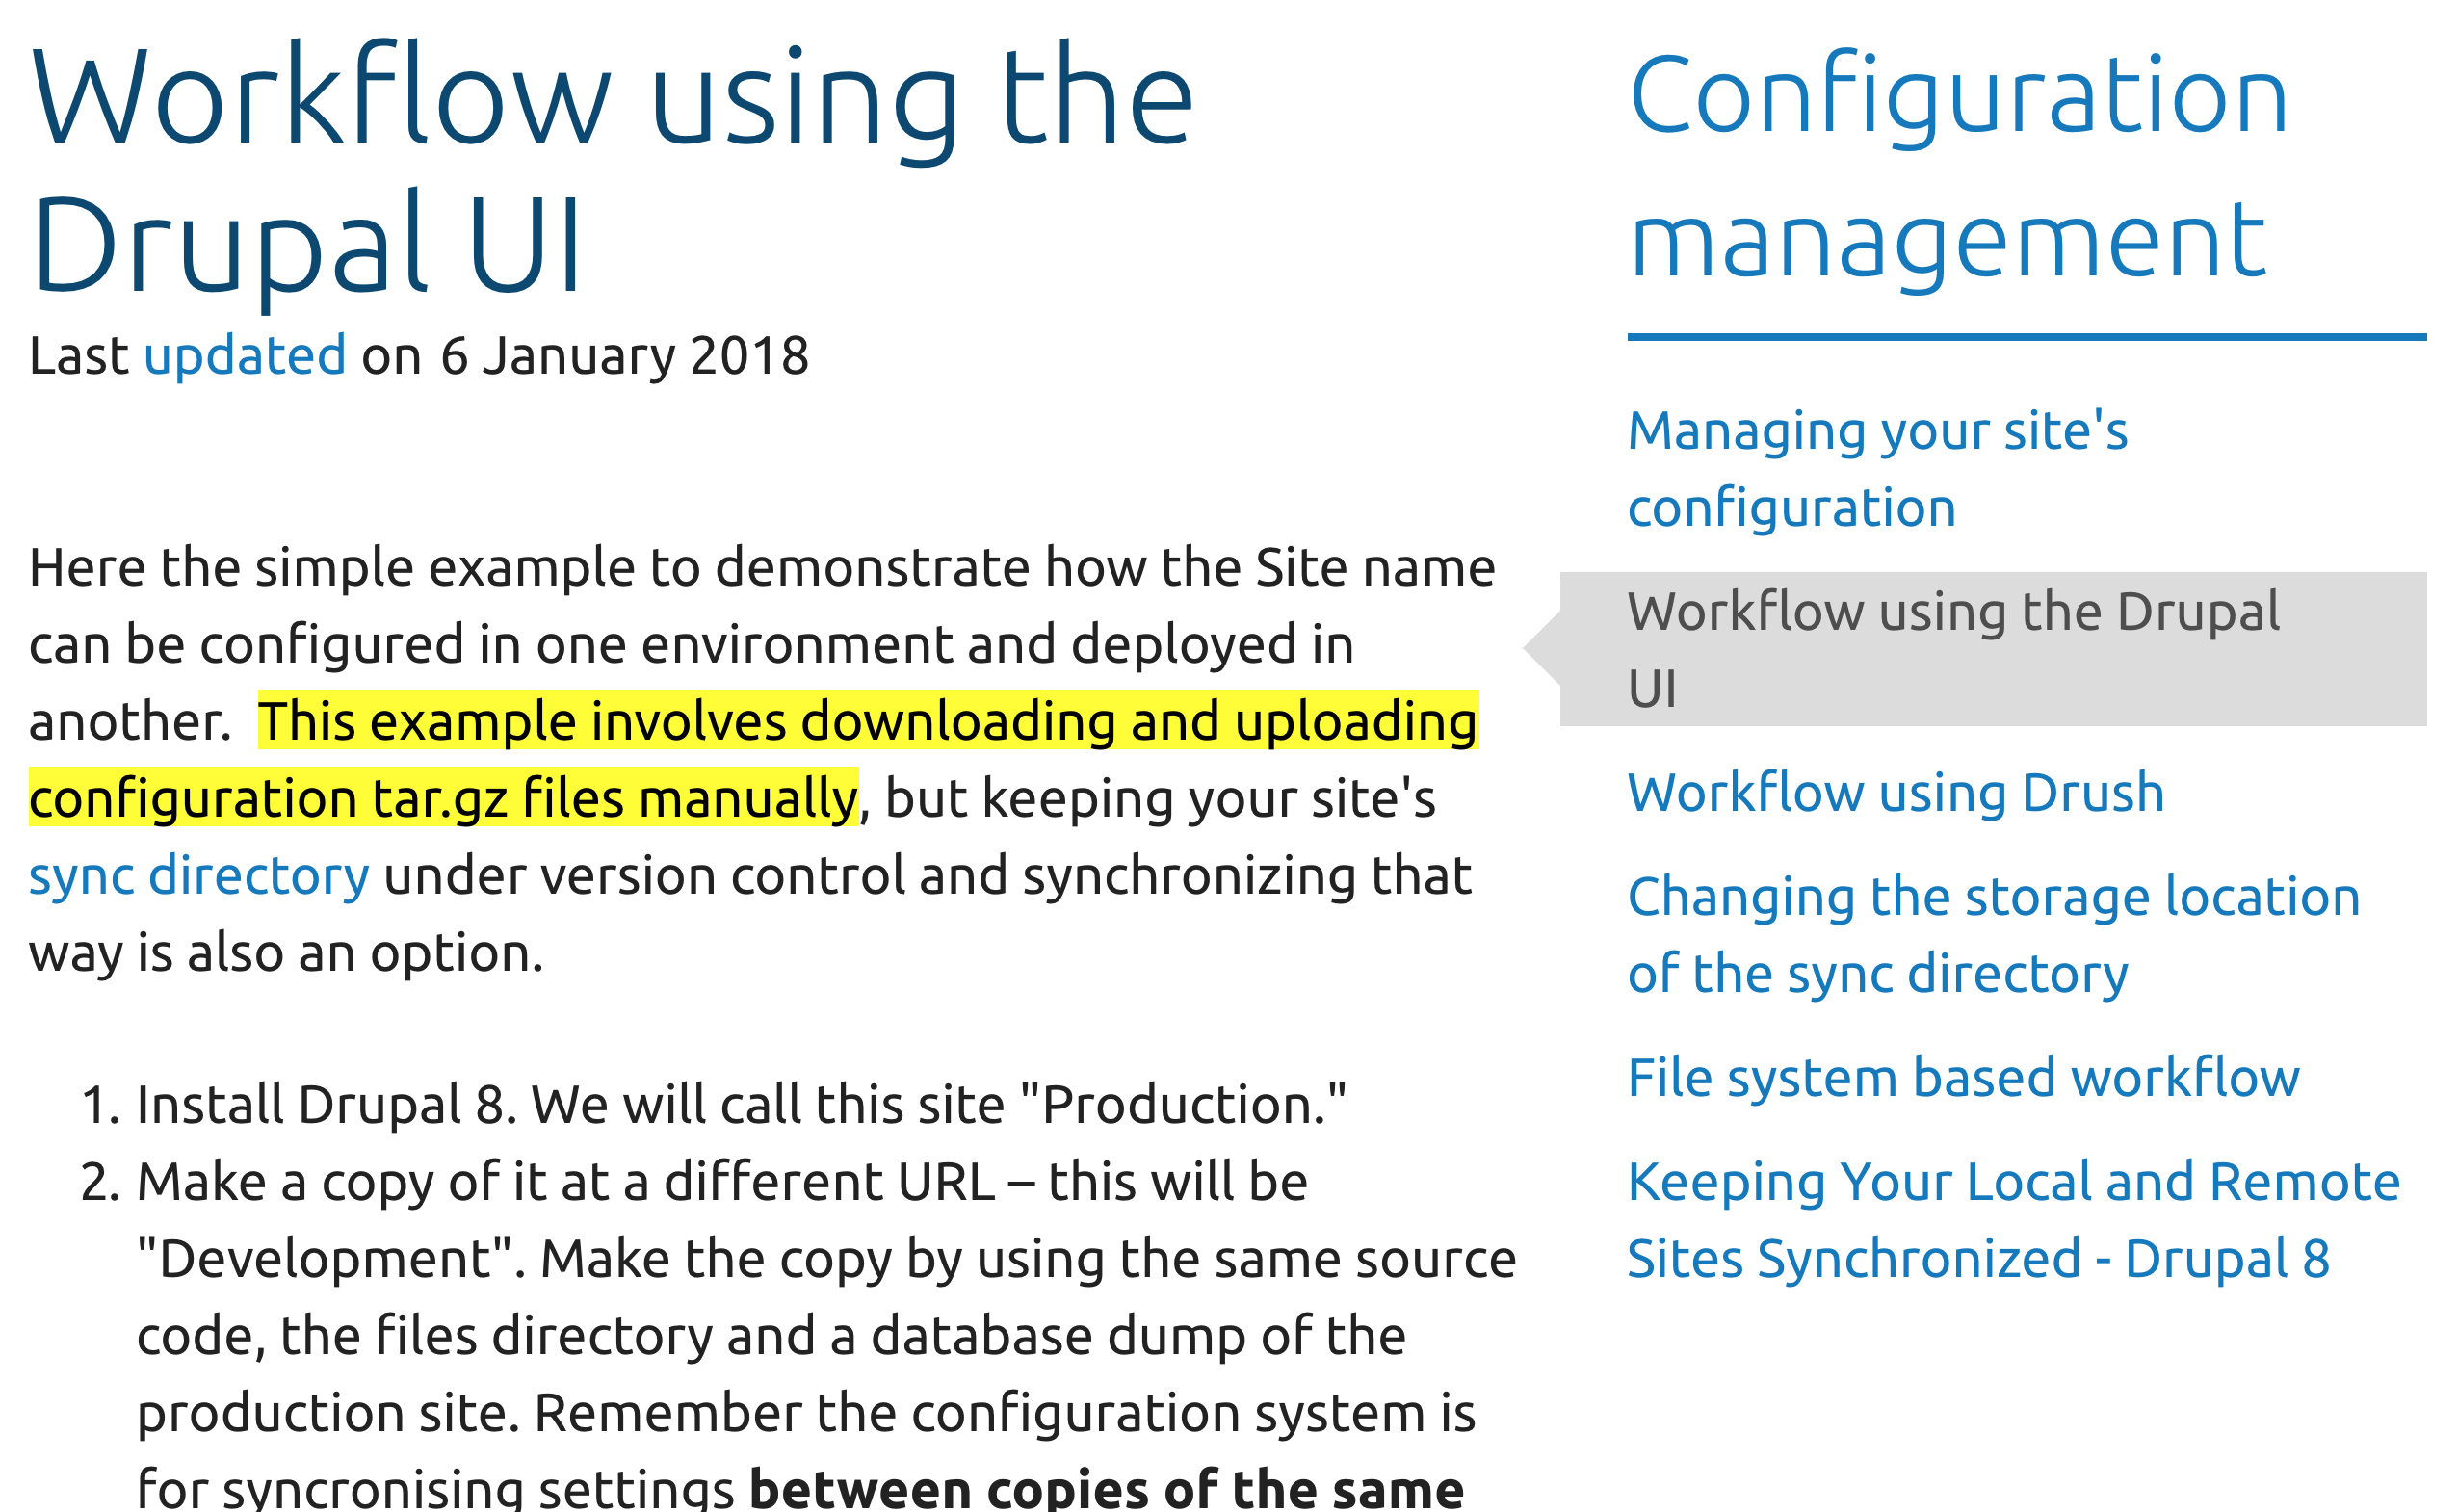 Workflow using the
Drupal UI
Last updated on 6 January 2018
Here the simple example to demonstrate how the Site name
can be configured in one environment and deployed in
another.  This example involves downloading and uploading
configuration tar.gz files manually, but keeping your site's
sync directory under version control and synchronizing that
way is also an option.
1. Install Drupal 8. We will call this site "Production."
2. Make a copy of it at a different URL – this will be
"Development". Make the copy by using the same source
code, the files directory and a database dump of the
production site. Remember the configuration system is
for syncronising settings between copies of the same
Configuration
management
Managing your site's
configuration
Workflow using the Drupal
UI
Workflow using Drush
Changing the storage location
of the sync directory
File system based workflow
Keeping Your Local and Remote
Sites Synchronized - Drupal 8